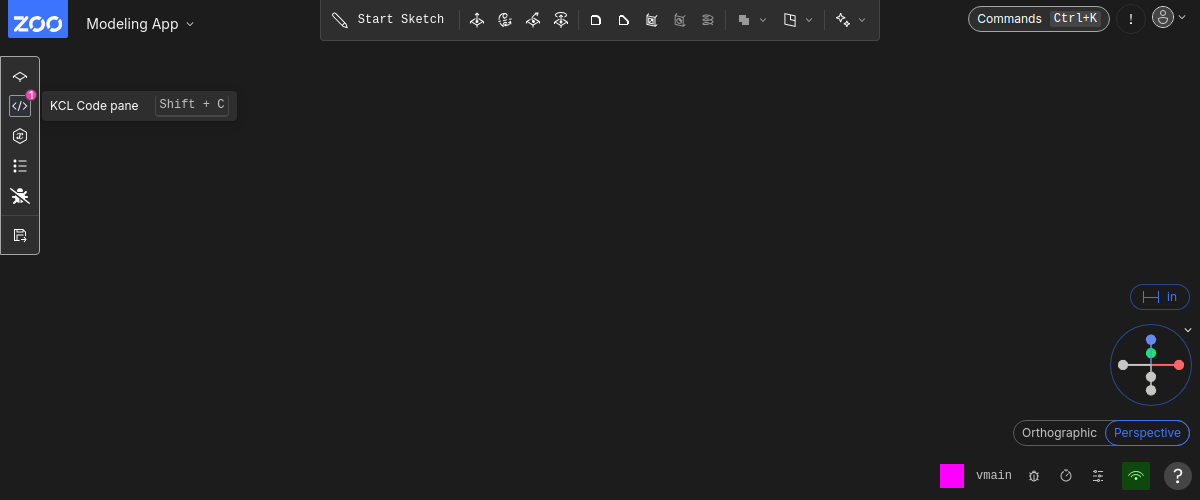 ZOO
Modeling App
Start Sketch
Commands Ctrl+K
!
1
KCL Code pane Shift + C
in
Orthographic Perspective
vmain
?